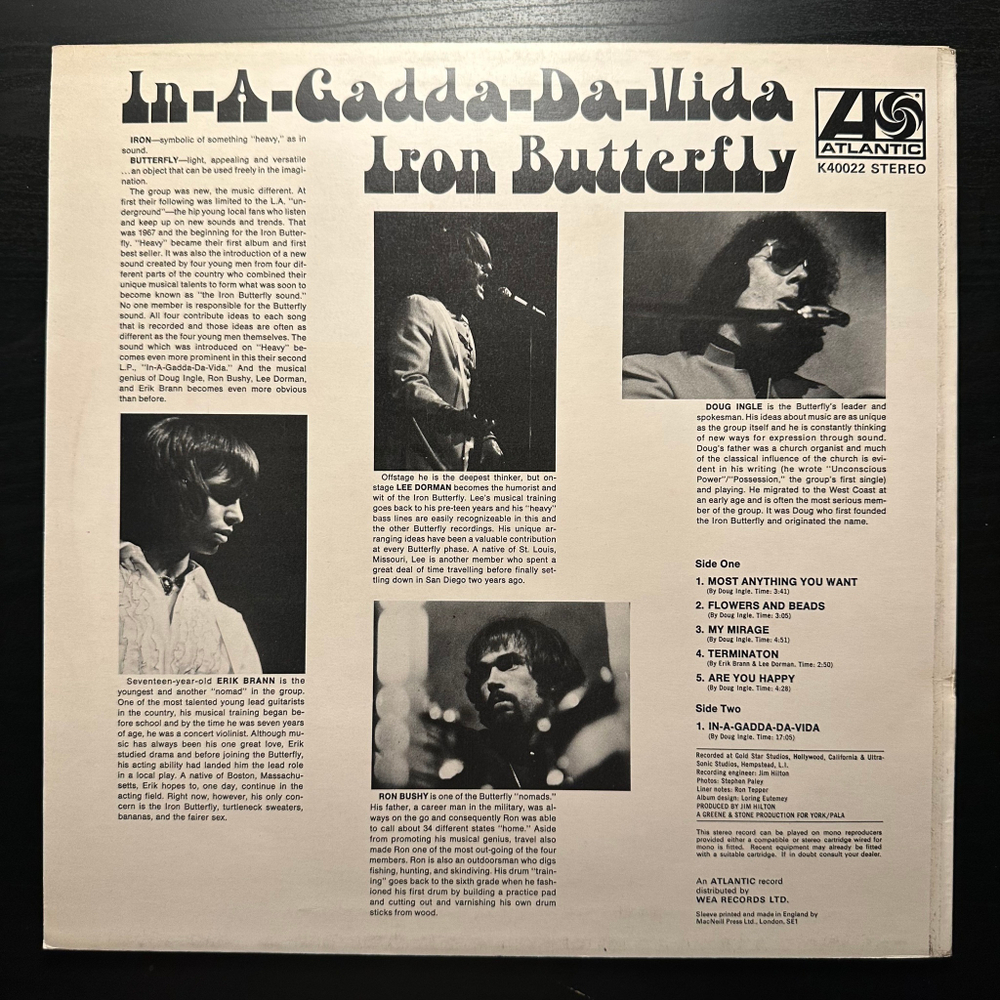 In-A-Gadda-Da-Vida
Iron Butterfly
ATLANTIC
K40022 STEREO
IRON—symbolic of something "heavy," as in
sound.
BUTTERFLY—light, appealing and versatile
...an object that can be used freely in the imagi-
nation.
The group was new, the music different. At
first their following was limited to the L.A. "un-
derground"—the hip young local fans who listen
and keep up on new sounds and trends. That
was 1967 and the beginning for the Iron Butter-
fly. "Heavy" became their first album and first
best seller. It was also the introduction of a new
sound created by four young men from four dif-
ferent parts of the country who combined their
unique musical talents to form what was soon to
become known as "the Iron Butterfly sound."
No one member is responsible for the Butterfly
sound. All four contribute ideas to each song
that is recorded and those ideas are often as
different as the four young men themselves. The
sound which was introduced on "Heavy" be-
comes even more prominent in this their second
L.P., "In-A-Gadda-Da-Vida." And the musical
genius of Doug Ingle, Ron Bushy, Lee Dorman,
and Erik Brann becomes even more obvious
than before.
Seventeen-year-old ERIK BRANN is the
youngest and another "nomad" in the group.
One of the most talented young lead guitarists
in the country, his musical training began be-
fore school and by the time he was seven years
of age, he was a concert violinist. Although mu-
sic has always been his one great love, Erik
studied drama and before joining the Butterfly,
his acting ability had landed him the lead role
in a local play. A native of Boston, Massachu-
setts, Erik hopes to, one day, continue in the
acting field. Right now, however, his only con-
cern is the Iron Butterfly, turtleneck sweaters,
bananas, and the fairer sex.
Offstage he is the deepest thinker, but on-
stage LEE DORMAN becomes the humorist and
wit of the Iron Butterfly. Lee's musical training
goes back to his pre-teen years and his "heavy"
bass lines are easily recognizeable in this and
the other Butterfly recordings. His unique ar-
ranging ideas have been a valuable contribution
at every Butterfly phase. A native of St. Louis,
Missouri, Lee is another member who spent a
great deal of time travelling before finally set-
tling down in San Diego two years ago.
RON BUSHY is one of the Butterfly "nomads."
His father, a career man in the military, was al-
ways on the go and consequently Ron was able
to call about 34 different states "home." Aside
from promoting his musical genius, travel also
made Ron one of the most out-going of the four
members. Ron is also an outdoorsman who digs
fishing, hunting, and skindiving. His drum "train-
ing" goes back to the sixth grade when he fash-
ioned his first drum by building a practice pad
and cutting out and varnishing his own drum
sticks from wood.
DOUG INGLE is the Butterfly's leader and
spokesman. His ideas about music are as unique
as the group itself and he is constantly thinking
of new ways for expression through sound.
Doug's father was a church organist and much
of the classical influence of the church is evi-
dent in his writing (he wrote "Unconscious
Power"/"Possession," the group's first single)
and playing. He migrated to the West Coast at
an early age and is often the most serious mem-
ber of the group. It was Doug who first founded
the Iron Butterfly and originated the name.
Side One
1. MOST ANYTHING YOU WANT
(By Doug Ingle. Time: 3:41)
2. FLOWERS AND BEADS
(By Doug Ingle. Time: 3:05)
3. MY MIRAGE
(By Doug Ingle. Time: 4:51)
4. TERMINATON
(By Erik Brann & Lee Dorman. Time: 2:50)
5. ARE YOU HAPPY
(By Doug Ingle. Time: 4:28)
Side Two
1. IN-A-GADDA-DA-VIDA
(By Doug Ingle. Time: 17:05)
Recorded at Gold Star Studios, Hollywood, California & Ultra-
Sonic Studios, Hempstead, L.I.
Recording engineer: Jim Hilton
Photos: Stephen Paley
Liner notes: Ron Tepper
Album design: Loring Eutemey
PRODUCED BY JIM HILTON
A GREENE & STONE PRODUCTION FOR YORK/PALA
This stereo record can be played on mono reproducers
provided either a compatible or stereo cartridge wired for
mono is fitted. Recent equipment may already be fitted
with a suitable cartridge. If in doubt consult your dealer.
An ATLANTIC record
distributed by
WEA RECORDS LTD.
Sleeve printed and made in England by
MacNeill Press Ltd., London, SE1